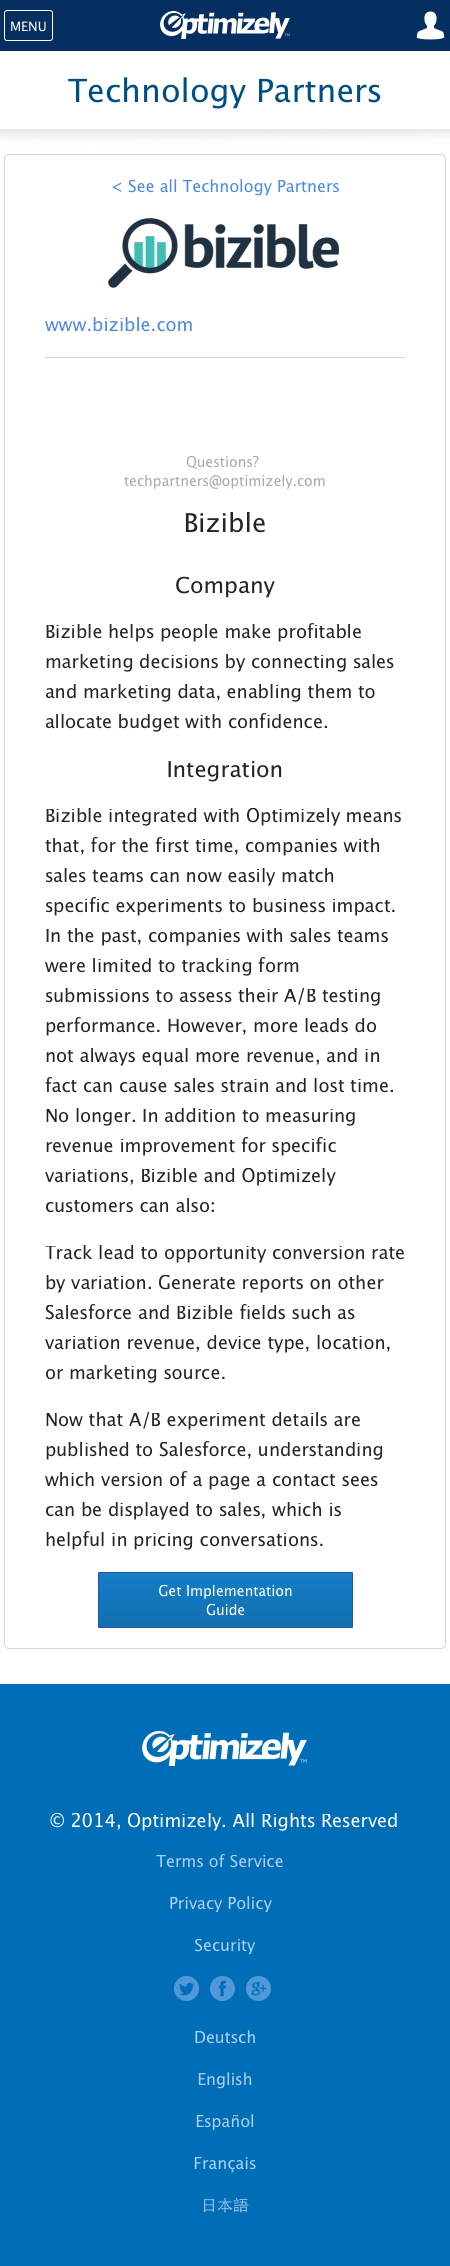 MENU
Optimizely™
Technology Partners
< See all Technology Partners
bizible
www.bizible.com
Questions?
techpartners@optimizely.com
Bizible
Company
Bizible helps people make profitable
marketing decisions by connecting sales
and marketing data, enabling them to
allocate budget with confidence.
Integration
Bizible integrated with Optimizely means
that, for the first time, companies with
sales teams can now easily match
specific experiments to business impact.
In the past, companies with sales teams
were limited to tracking form
submissions to assess their A/B testing
performance. However, more leads do
not always equal more revenue, and in
fact can cause sales strain and lost time.
No longer. In addition to measuring
revenue improvement for specific
variations, Bizible and Optimizely
customers can also:
Track lead to opportunity conversion rate
by variation. Generate reports on other
Salesforce and Bizible fields such as
variation revenue, device type, location,
or marketing source.
Now that A/B experiment details are
published to Salesforce, understanding
which version of a page a contact sees
can be displayed to sales, which is
helpful in pricing conversations.
Get Implementation
Guide
Optimizely™
© 2014, Optimizely. All Rights Reserved
Terms of Service
Privacy Policy
Security
Deutsch
English
Español
Français
日本語